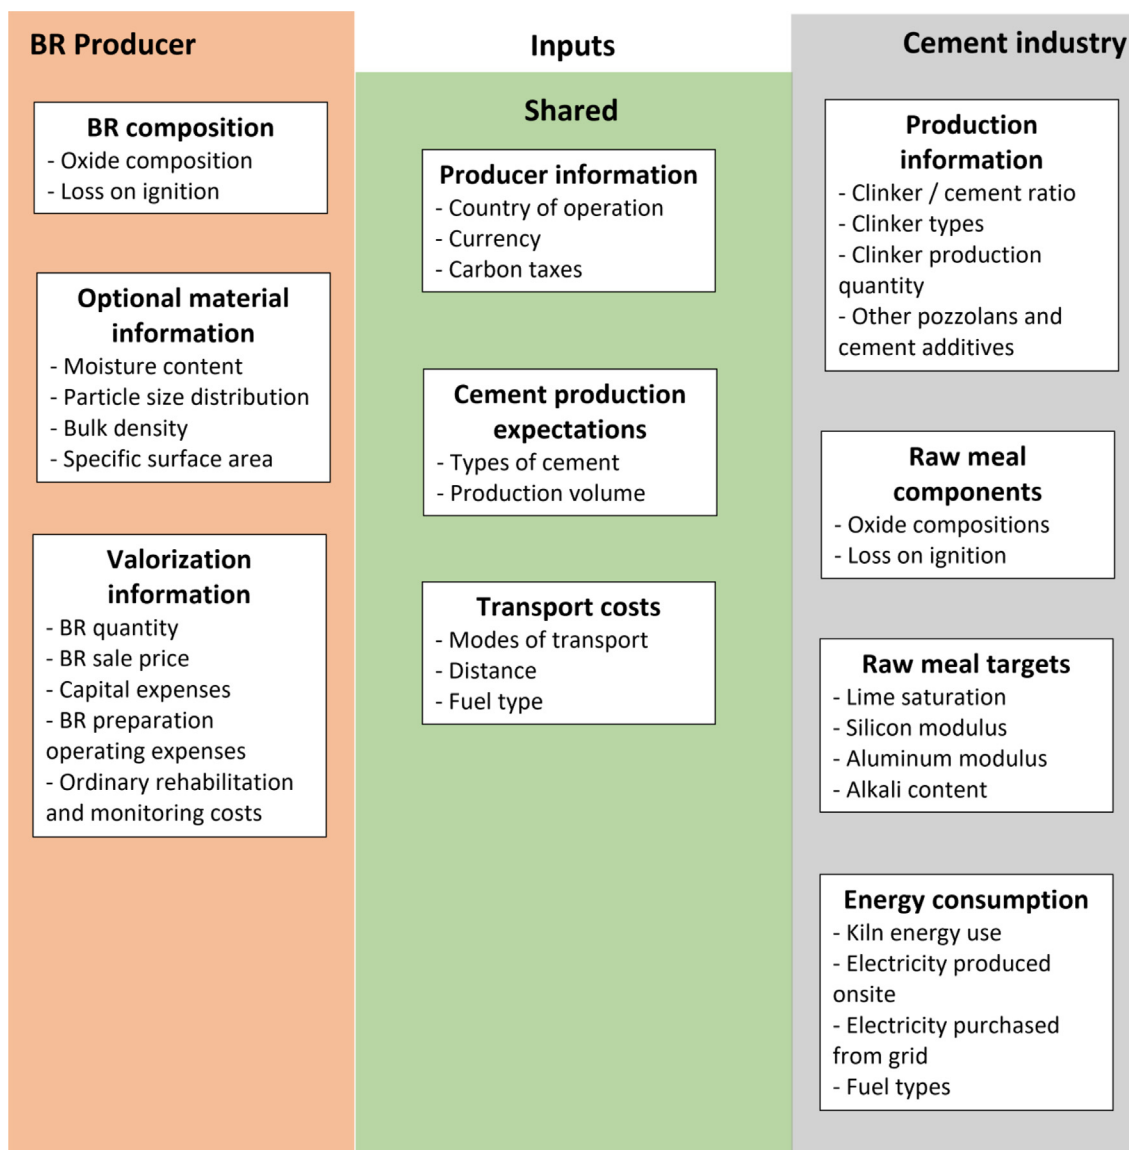 BR Producer
BR composition
- Oxide composition
- Loss on ignition
Optional material
information
- Moisture content
- Particle size distribution
- Bulk density
- Specific surface area
Valorization
information
- BR quantity
- BR sale price
- Capital expenses
- BR preparation
operating expenses
- Ordinary rehabilitation
and monitoring costs
Inputs
Shared
Producer information
- Country of operation
- Currency
- Carbon taxes
Cement production
expectations
- Types of cement
- Production volume
Transport costs
- Modes of transport
- Distance
- Fuel type
Cement industry
Production
information
- Clinker / cement ratio
- Clinker types
- Clinker production
quantity
- Other pozzolans and
cement additives
Raw meal
components
- Oxide compositions
- Loss on ignition
Raw meal targets
- Lime saturation
- Silicon modulus
- Aluminum modulus
- Alkali content
Energy consumption
- Kiln energy use
- Electricity produced
onsite
- Electricity purchased
from grid
- Fuel types